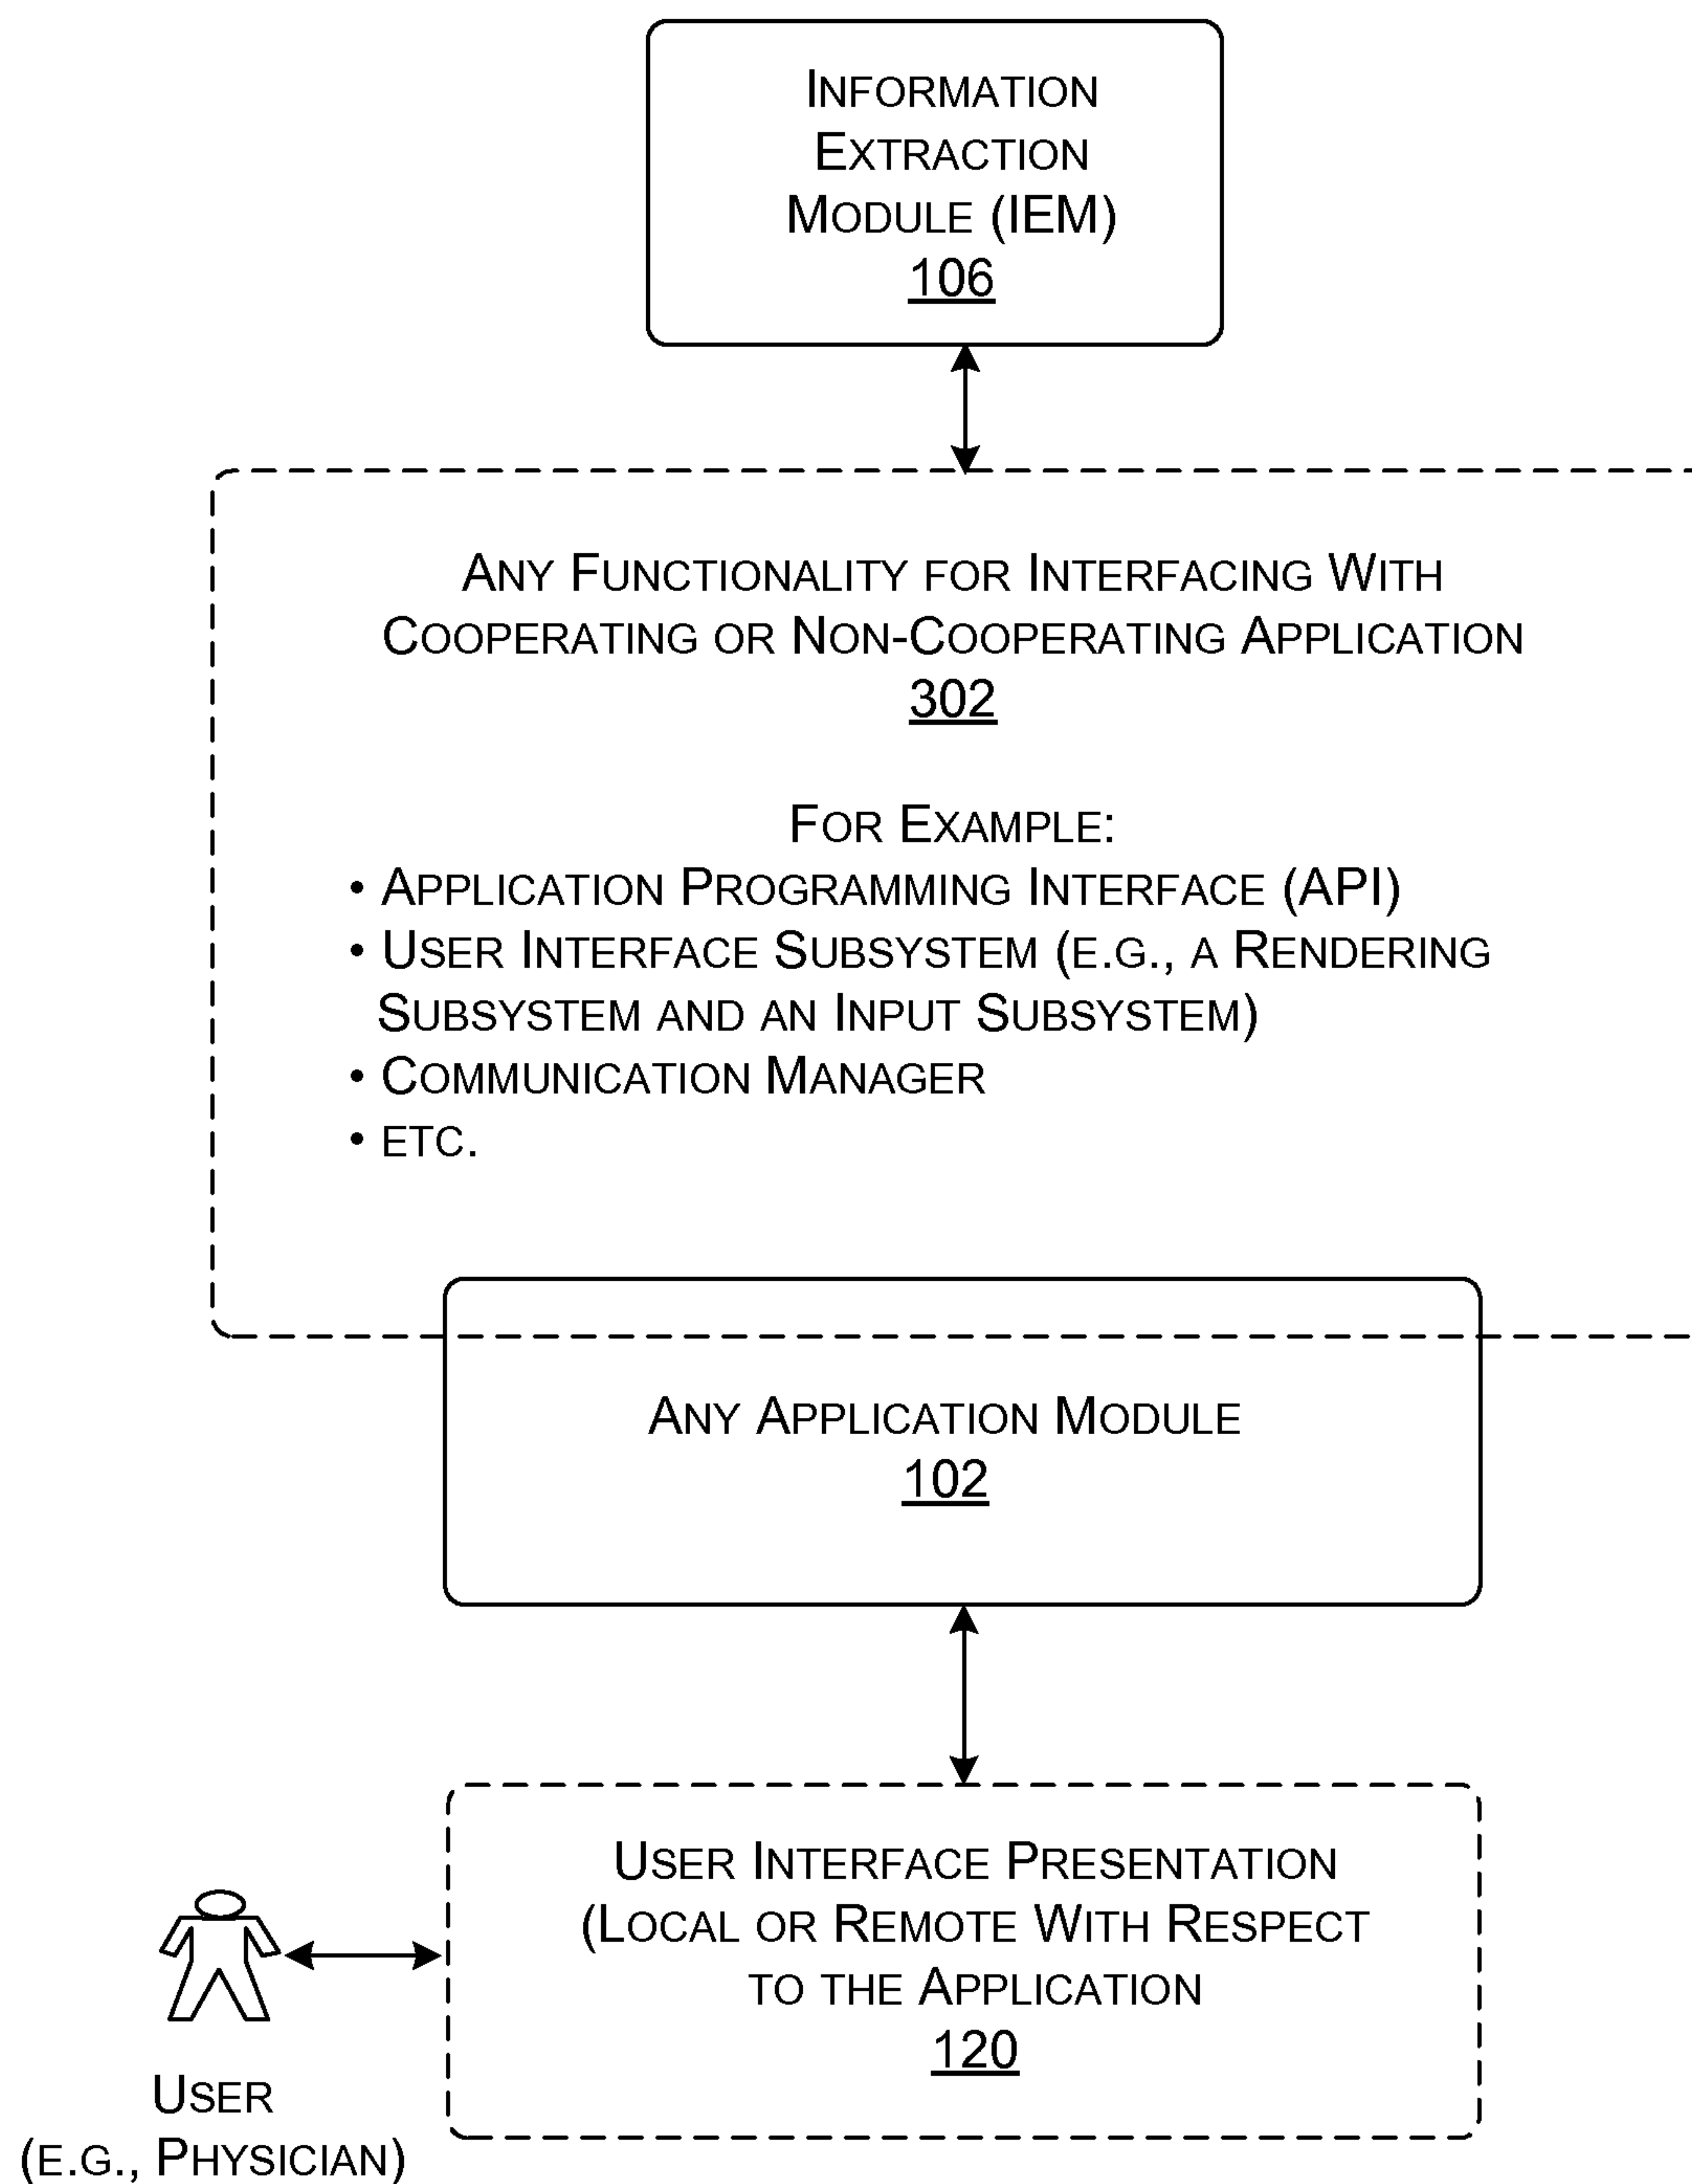 INFORMATION
EXTRACTION
MODULE (IEM)
106
ANY FUNCTIONALITY FOR INTERFACING WITH
COOPERATING OR NON-COOPERATING APPLICATION
302
FOR EXAMPLE:
• APPLICATION PROGRAMMING INTERFACE (API)
• USER INTERFACE SUBSYSTEM (E.G., A RENDERING
SUBSYSTEM AND AN INPUT SUBSYSTEM)
• COMMUNICATION MANAGER
• ETC.
ANY APPLICATION MODULE
102
USER INTERFACE PRESENTATION
(LOCAL OR REMOTE WITH RESPECT
TO THE APPLICATION
120
USER
(E.G., PHYSICIAN)